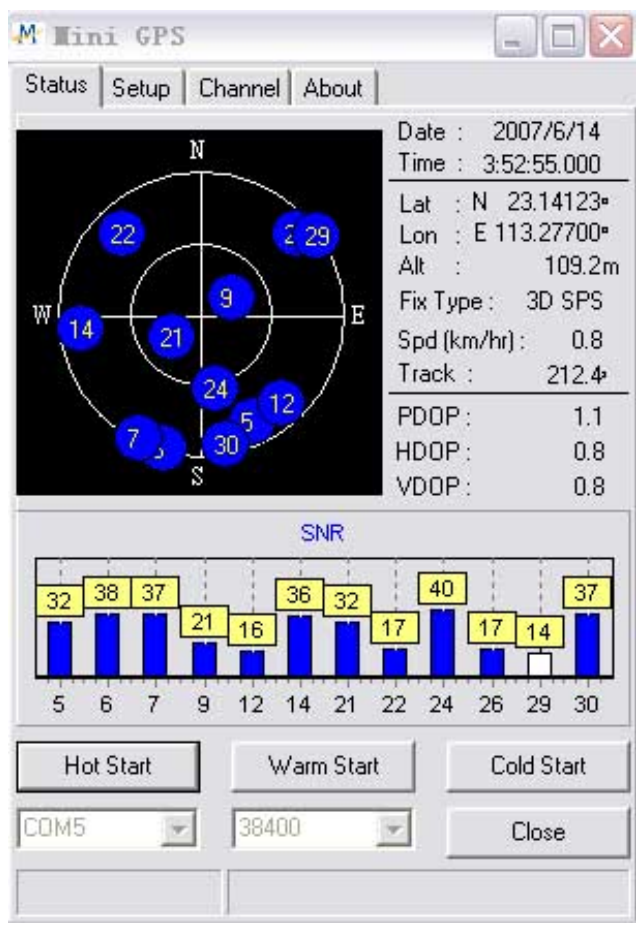 M Mini GPS
Status Setup Channel About
N
W
E
S
22
29
9
14
21
24
12
5
7
30
Date : 2007/6/14
Time : 3:52:55.000
Lat : N 23.14123°
Lon : E 113.27700°
Alt : 109.2m
Fix Type : 3D SPS
Spd (km/hr) : 0.8
Track : 212.4°
PDOP : 1.1
HDOP : 0.8
VDOP : 0.8
SNR
32 38 37 21 16 36 32 17 40 17 14 37
5 6 7 9 12 14 21 22 24 26 29 30
Hot Start Warm Start Cold Start
COM5 38400 Close